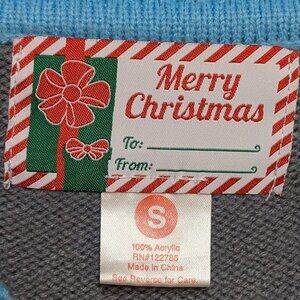 Merry
Christmas
To:
From:
S
100% Acrylic
RN#122786
Made in China
See Reverse for Care.